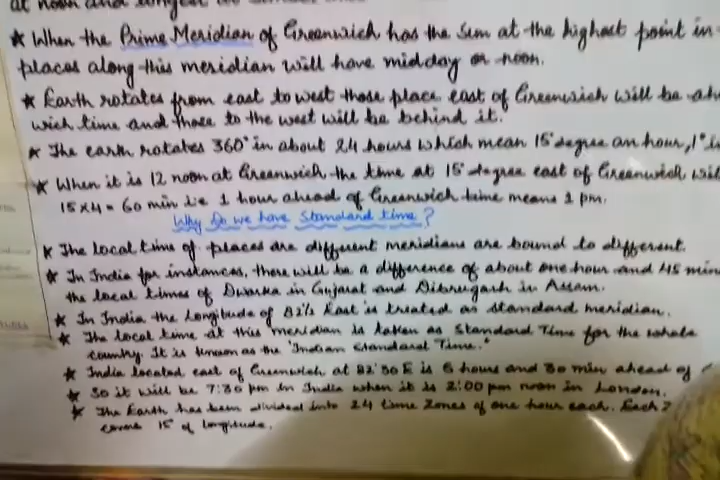 at noon and longest
★ When the Prime Meridian of Greenwich has the Sun at the highest point in
places along this meridian will have midday or noon.
★ Earth rotates from east to west those place east of Greenwich will be ah
wich time and those to the west will be behind it.
★ The earth rotates 360° in about 24 hours which mean 15 degree an hour, 1° i
★ When it is 12 noon at Greenwich the time at 15 degree east of Greenwich wil
15 x 4 = 60 min i.e 1 hour ahead of Greenwich time means 1 pm.
Why Do we have Standard time?
★ The local time of places are different meridians are bound to different.
★ In India for instances, there will be a difference of about one hour and 45 min
the local times of Dwarka in Gujarat and Dibrugarh in Assam.
★ In India the longitude of 82½ East is treated as standard meridian.
★ The local time at this meridian is taken as Standard Time for the whole
country. It is known as the "Indian Standard Time."
★ India located east of Greenwich at 82°30 E is 5 hours and 30 min ahead of
★ So it will be 7:30 pm in India when it is 2:00 pm noon in London.
★ The Earth has been divided into 24 time zones of one hour each. Each
covers 15 of longitude.